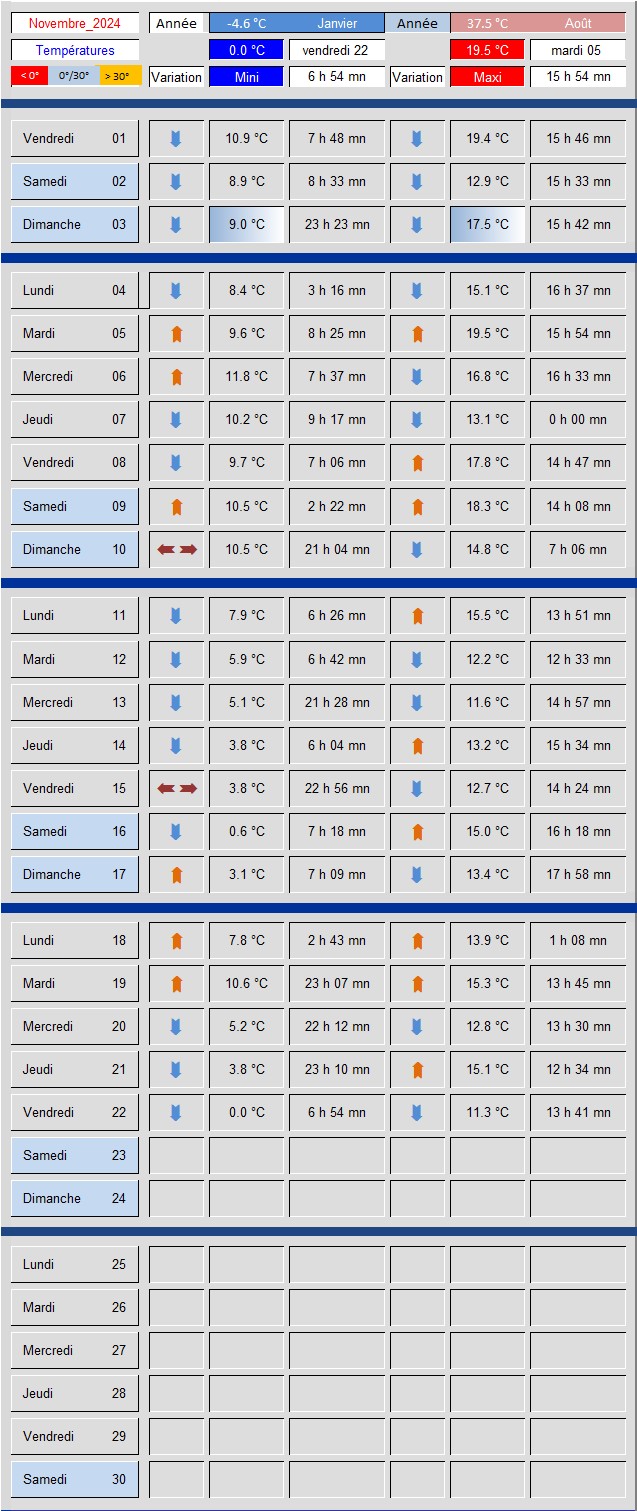 Novembre_2024 Année -4.6 °C Janvier Année 37.5 °C Août
Températures 0.0 °C vendredi 22 19.5 °C mardi 05
< 0° 0°/30° > 30° Variation Mini 6 h 54 mn Variation Maxi 15 h 54 mn
Vendredi 01 10.9 °C 7 h 48 mn 19.4 °C 15 h 46 mn
Samedi 02 8.9 °C 8 h 33 mn 12.9 °C 15 h 33 mn
Dimanche 03 9.0 °C 23 h 23 mn 17.5 °C 15 h 42 mn
Lundi 04 8.4 °C 3 h 16 mn 15.1 °C 16 h 37 mn
Mardi 05 9.6 °C 8 h 25 mn 19.5 °C 15 h 54 mn
Mercredi 06 11.8 °C 7 h 37 mn 16.8 °C 16 h 33 mn
Jeudi 07 10.2 °C 9 h 17 mn 13.1 °C 0 h 00 mn
Vendredi 08 9.7 °C 7 h 06 mn 17.8 °C 14 h 47 mn
Samedi 09 10.5 °C 2 h 22 mn 18.3 °C 14 h 08 mn
Dimanche 10 10.5 °C 21 h 04 mn 14.8 °C 7 h 06 mn
Lundi 11 7.9 °C 6 h 26 mn 15.5 °C 13 h 51 mn
Mardi 12 5.9 °C 6 h 42 mn 12.2 °C 12 h 33 mn
Mercredi 13 5.1 °C 21 h 28 mn 11.6 °C 14 h 57 mn
Jeudi 14 3.8 °C 6 h 04 mn 13.2 °C 15 h 34 mn
Vendredi 15 3.8 °C 22 h 56 mn 12.7 °C 14 h 24 mn
Samedi 16 0.6 °C 7 h 18 mn 15.0 °C 16 h 18 mn
Dimanche 17 3.1 °C 7 h 09 mn 13.4 °C 17 h 58 mn
Lundi 18 7.8 °C 2 h 43 mn 13.9 °C 1 h 08 mn
Mardi 19 10.6 °C 23 h 07 mn 15.3 °C 13 h 45 mn
Mercredi 20 5.2 °C 22 h 12 mn 12.8 °C 13 h 30 mn
Jeudi 21 3.8 °C 23 h 10 mn 15.1 °C 12 h 34 mn
Vendredi 22 0.0 °C 6 h 54 mn 11.3 °C 13 h 41 mn
Samedi 23
Dimanche 24
Lundi 25
Mardi 26
Mercredi 27
Jeudi 28
Vendredi 29
Samedi 30